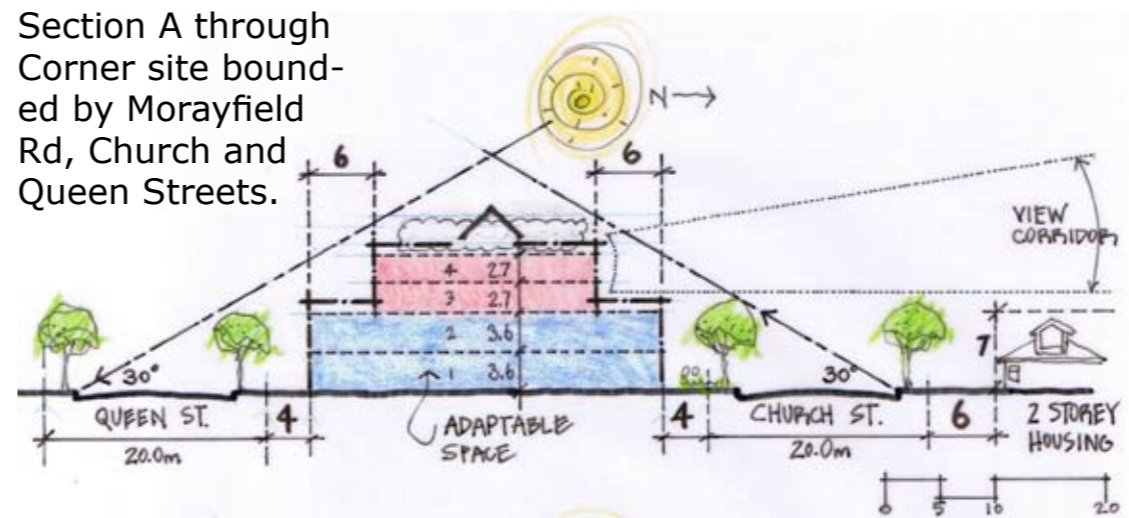 Section A through
Corner site bound-
ed by Morayfield
Rd, Church and
Queen Streets.
N
6
6
VIEW
CORRIDOR
4 2.7
3 2.7
2 3.6
1 3.6
7
30°
30°
QUEEN ST.
4
ADAPTABLE
SPACE
4
CHURCH ST.
6
2 STOREY
HOUSING
20.0m
20.0m
0 5 10 20